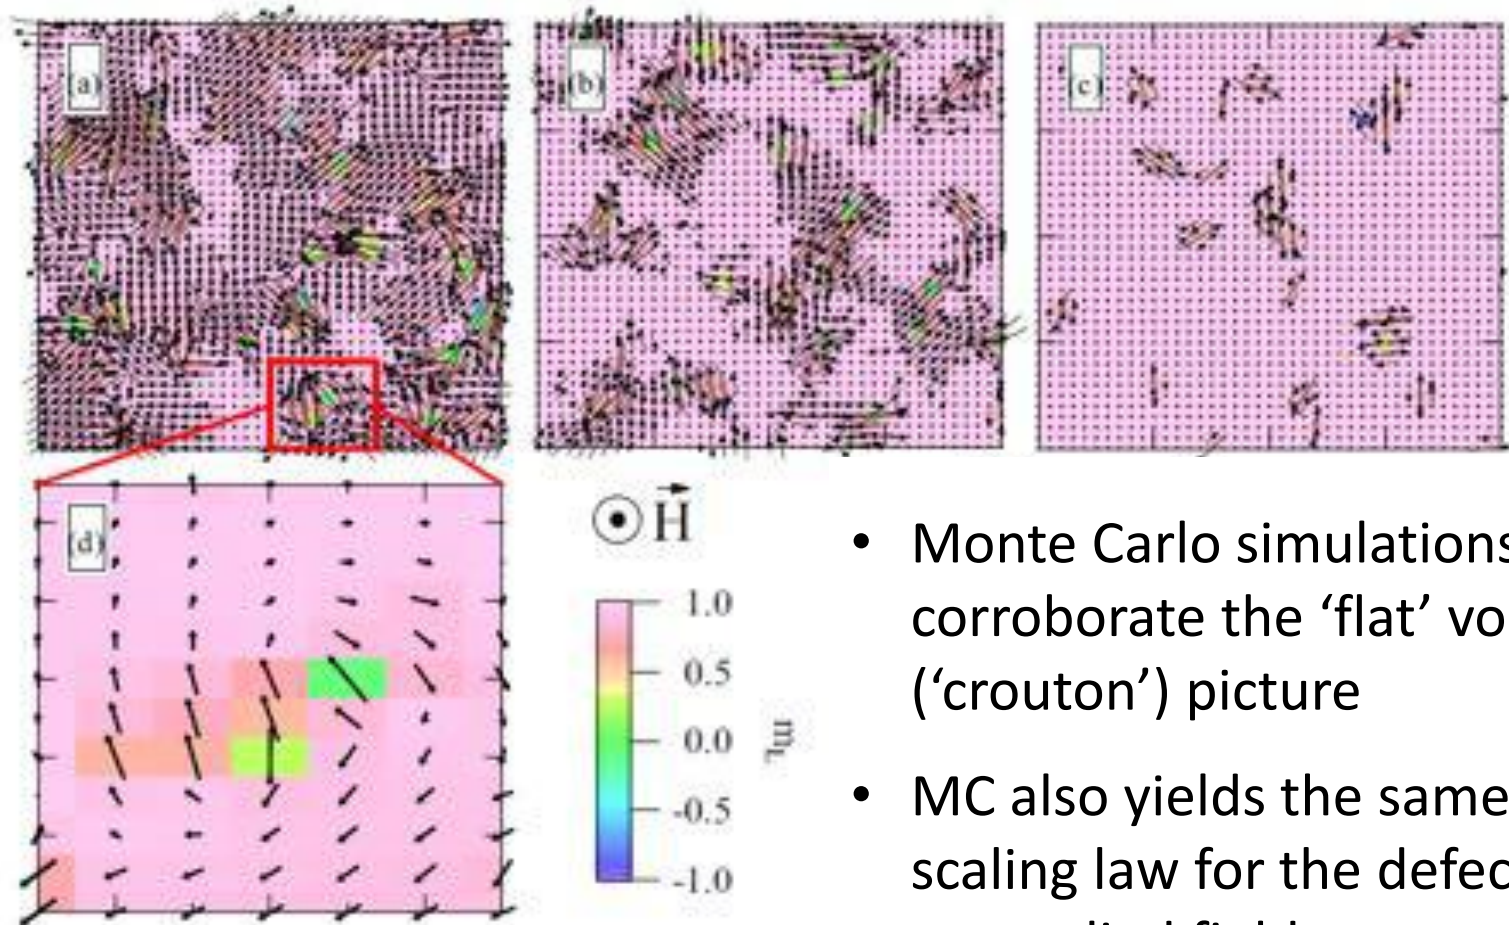 (a)
(b)
(c)
(d)
H
1.0
0.5
0.0
-0.5
-1.0
• Monte Carlo simulations
corroborate the ‘flat’ vo
(‘crouton’) picture
• MC also yields the same
scaling law for the defec